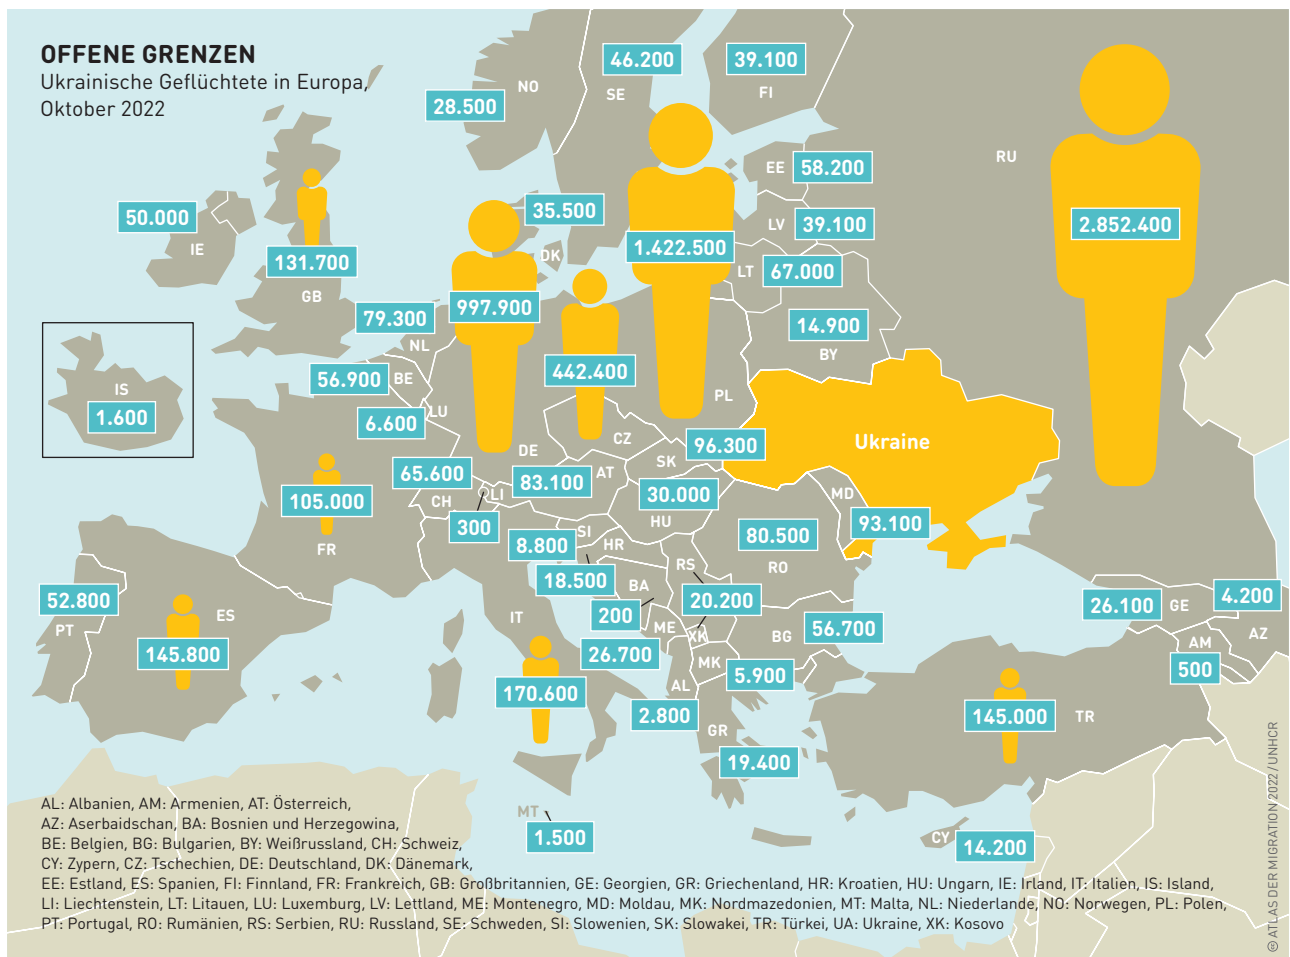 OFFENE GRENZEN
Ukrainische Geflüchtete in Europa,
Oktober 2022
NO
28.500
46.200
SE
39.100
FI
RU
2.852.400
EE
58.200
50.000
IE
131.700
GB
35.500
DK
1.422.500
LV
39.100
LT
67.000
997.900
79.300
NL
14.900
BY
IS
1.600
56.900
BE
442.400
PL
LU
6.600
DE
CZ
96.300
Ukraine
SK
65.600
CH
LI
83.100
AT
300
30.000
HU
MD
93.100
105.000
FR
SI
8.800
HR
80.500
RO
18.500
BA
RS
20.200
200
52.800
PT
ES
145.800
IT
ME
XK
26.700
BG
56.700
MK
5.900
26.100
GE
4.200
AZ
AM
500
170.600
AL
2.800
GR
19.400
145.000
TR
MT
1.500
CY
14.200
AL: Albanien, AM: Armenien, AT: Österreich,
AZ: Aserbaidschan, BA: Bosnien und Herzegowina,
BE: Belgien, BG: Bulgarien, BY: Weißrussland, CH: Schweiz,
CY: Zypern, CZ: Tschechien, DE: Deutschland, DK: Dänemark,
EE: Estland, ES: Spanien, FI: Finnland, FR: Frankreich, GB: Großbritannien, GE: Georgien, GR: Griechenland, HR: Kroatien, HU: Ungarn, IE: Irland, IT: Italien, IS: Island,
LI: Liechtenstein, LT: Litauen, LU: Luxemburg, LV: Lettland, ME: Montenegro, MD: Moldau, MK: Nordmazedonien, MT: Malta, NL: Niederlande, NO: Norwegen, PL: Polen,
PT: Portugal, RO: Rumänien, RS: Serbien, RU: Russland, SE: Schweden, SI: Slowenien, SK: Slowakei, TR: Türkei, UA: Ukraine, XK: Kosovo
ATLAS DER MIGRATION 2022 / UNHCR